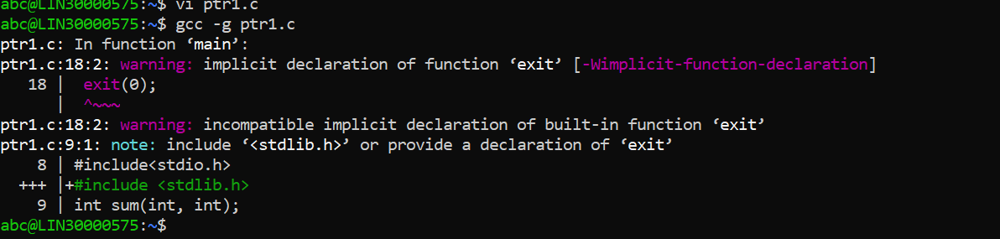 abc@LIN30000575:~$ vi ptr1.c
abc@LIN30000575:~$ gcc -g ptr1.c
ptr1.c: In function ‘main’:
ptr1.c:18:2: warning: implicit declaration of function ‘exit’ [-Wimplicit-function-declaration]
   18 |  exit(0);
      |  ^~~~
ptr1.c:18:2: warning: incompatible implicit declaration of built-in function ‘exit’
ptr1.c:9:1: note: include ‘<stdlib.h>’ or provide a declaration of ‘exit’
    8 | #include<stdio.h>
  +++ |+#include <stdlib.h>
    9 | int sum(int, int);
abc@LIN30000575:~$